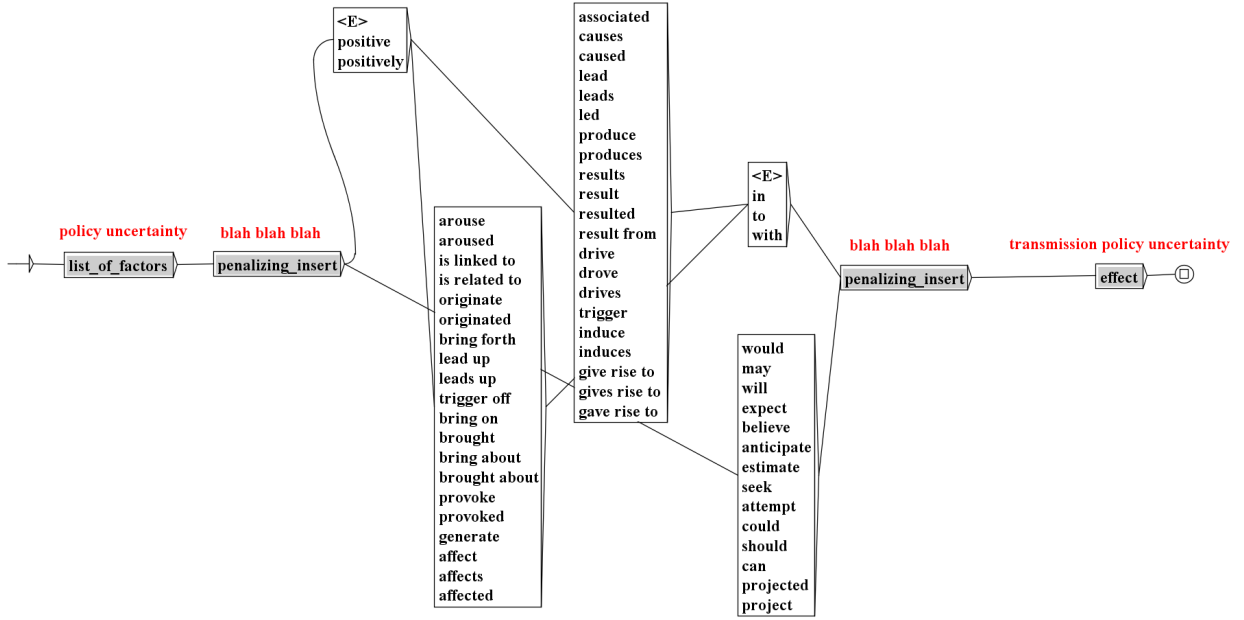 <E>
positive
positively
associated
causes
caused
lead
leads
led
produce
produces
results
result
resulted
result from
drive
drove
drives
trigger
induce
induces
give rise to
gives rise to
gave rise to
<E>
in
to
with
policy uncertainty
blah blah blah
list_of_factors
penalizing_insert
arouse
aroused
is linked to
is related to
originate
originated
bring forth
lead up
leads up
trigger off
bring on
brought
bring about
brought about
provoke
provoked
generate
affect
affects
affected
blah blah blah
transmission policy uncertainty
penalizing_insert
effect
would
may
will
expect
believe
anticipate
estimate
seek
attempt
could
should
can
projected
project